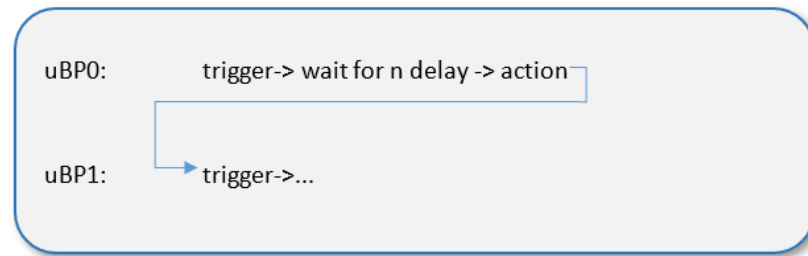 uBP0: trigger-> wait for n delay -> action
uBP1: trigger->...